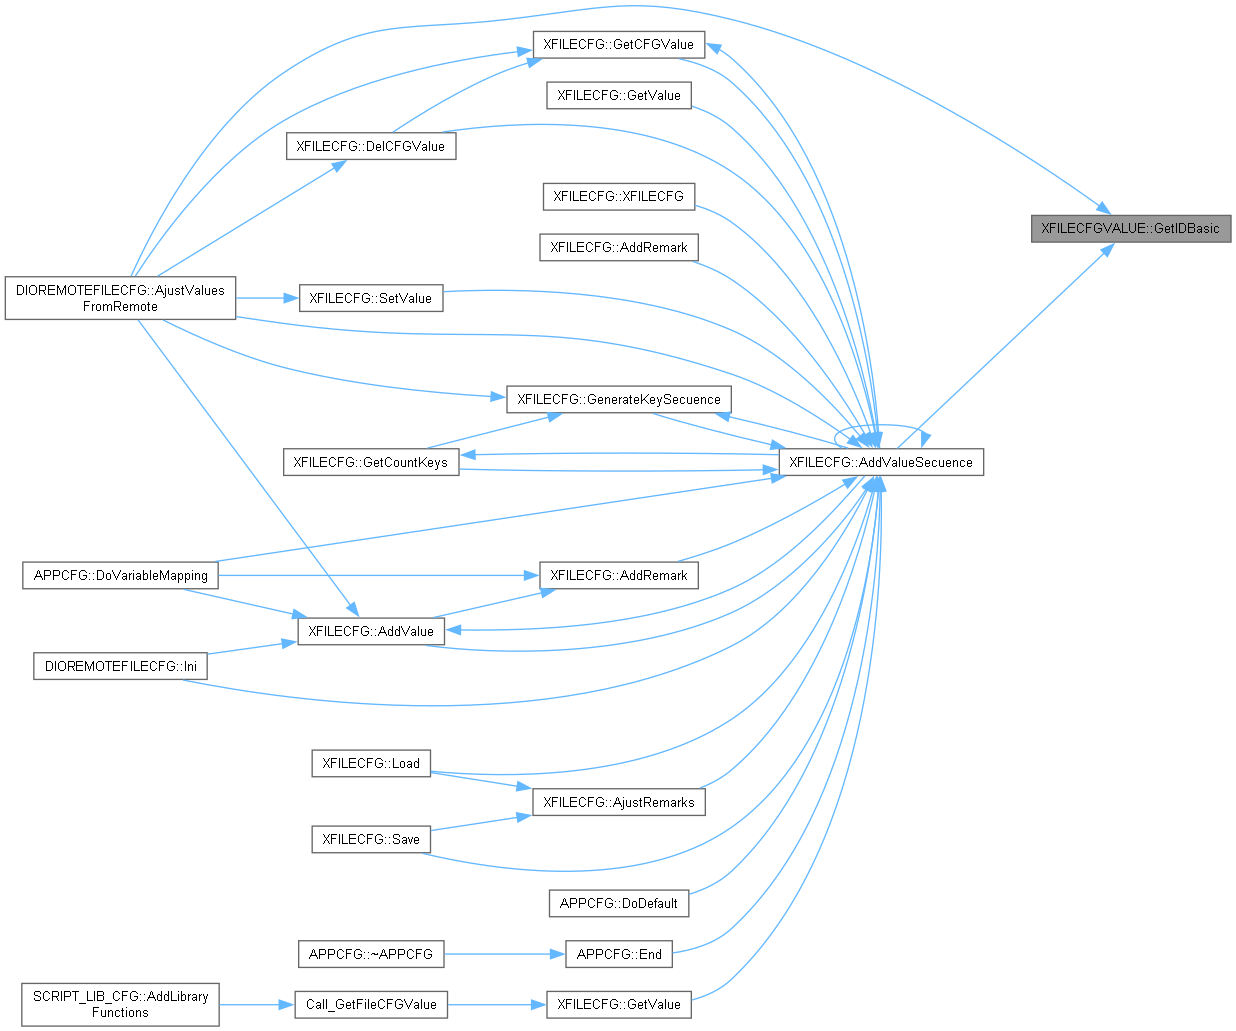 XFILECFG::GetCFGValue
XFILECFG::GetValue
XFILECFG::DelCFGValue
XFILECFG::XFILECFG
XFILECFGVALUE::GetIDBasic
XFILECFG::AddRemark
DIOREMOTEFILECFG::AjustValues
FromRemote
XFILECFG::SetValue
XFILECFG::GenerateKeySecuence
XFILECFG::GetCountKeys
XFILECFG::AddValueSecuence
APPCFG::DoVariableMapping
XFILECFG::AddRemark
XFILECFG::AddValue
DIOREMOTEFILECFG::Ini
XFILECFG::Load
XFILECFG::AjustRemarks
XFILECFG::Save
APPCFG::DoDefault
APPCFG::~APPCFG
APPCFG::End
SCRIPT_LIB_CFG::AddLibrary
Functions
Call_GetFileCFGValue
XFILECFG::GetValue